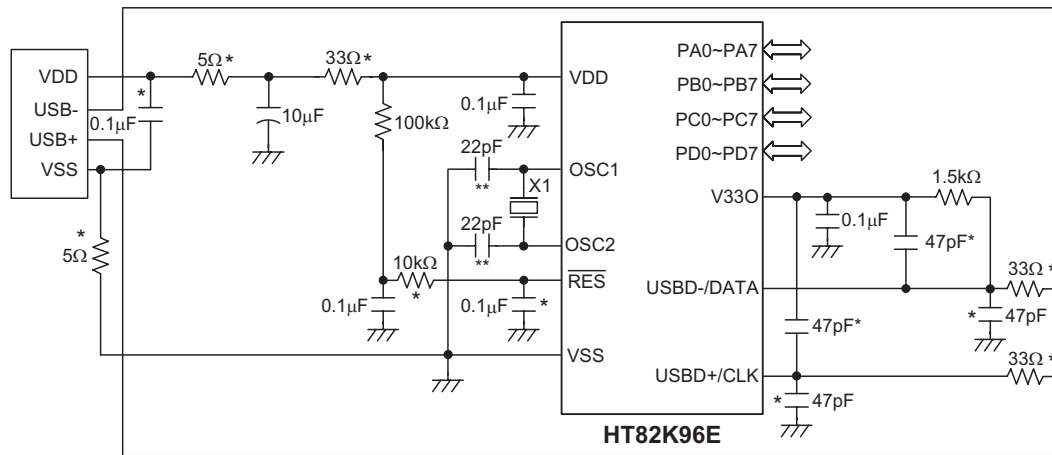 VDD
USB-
USB+
VSS
*
0.1µF
5Ω*
10µF
33Ω*
100kΩ
*
5Ω
0.1µF
22pF
**
X1
22pF
**
10kΩ
*
0.1µF
0.1µF *
VDD
OSC1
OSC2
RES
VSS
PA0~PA7
PB0~PB7
PC0~PC7
PD0~PD7
V33O
USBD-/DATA
USBD+/CLK
HT82K96E
1.5kΩ
0.1µF
47pF*
33Ω*
* 47pF
47pF*
33Ω*
* 47pF